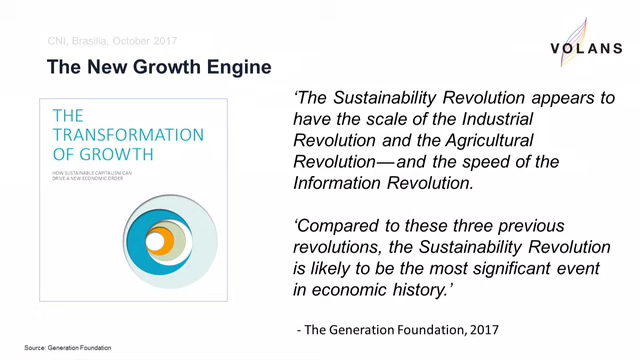 CNI, Brasilia, October 2017
VOLANS
The New Growth Engine
THE
TRANSFORMATION
OF GROWTH
HOW SUSTAINABLE CAPITALISM CAN
DRIVE A NEW ECONOMIC ORDER
‘The Sustainability Revolution appears to
have the scale of the Industrial
Revolution and the Agricultural
Revolution—and the speed of the
Information Revolution.
‘Compared to these three previous
revolutions, the Sustainability Revolution
is likely to be the most significant event
in economic history.’
- The Generation Foundation, 2017
Source: Generation Foundation